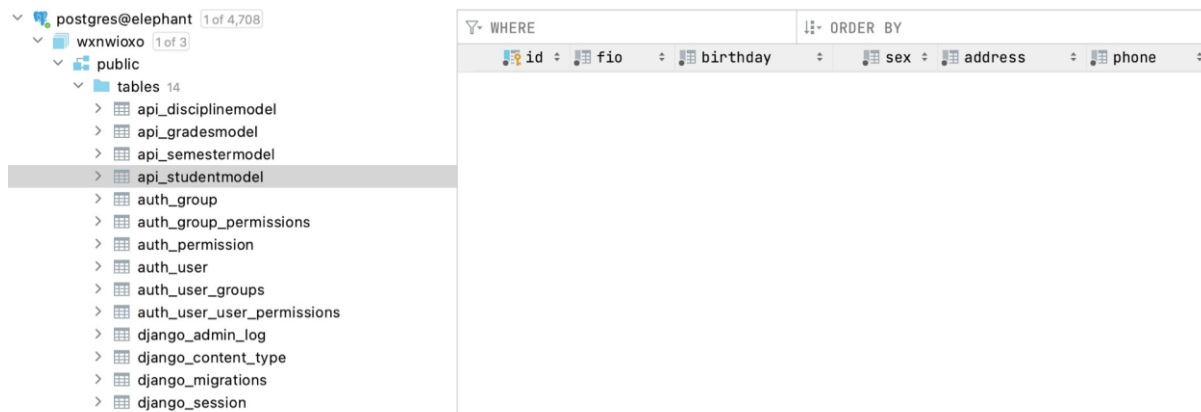 postgres@elephant 1 of 4,708
wxnwioxo 1 of 3
public
tables 14
api_disciplinemodel
api_gradesmodel
api_semestermodel
api_studentmodel
auth_group
auth_group_permissions
auth_permission
auth_user
auth_user_groups
auth_user_user_permissions
django_admin_log
django_content_type
django_migrations
django_session
WHERE ORDER BY
id fio birthday sex address phone